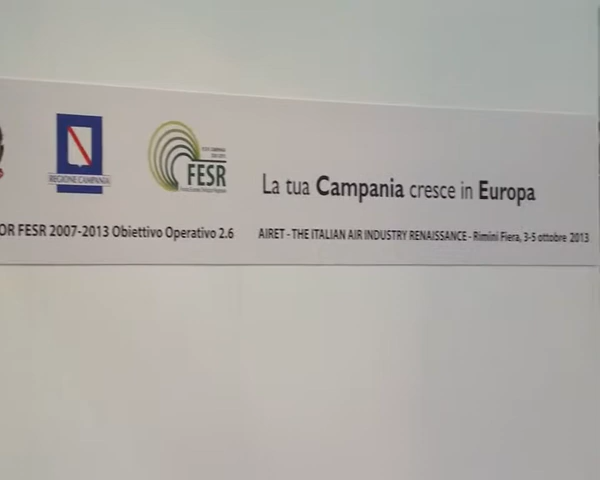 REGIONE CAMPANIA
FESR
La tua Campania cresce in Europa
OR FESR 2007-2013 Obiettivo Operativo 2.6
AIRET - THE ITALIAN AIR INDUSTRY RENAISSANCE - Rimini Fiera, 3-5 ottobre 2013